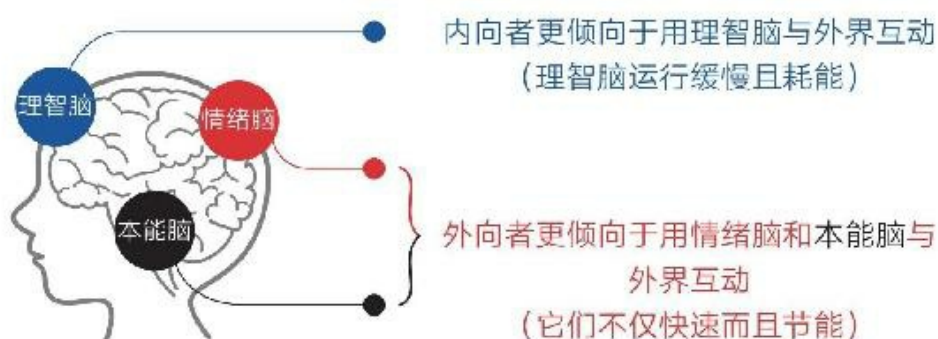 内向者更倾向于用理智脑与外界互动
（理智脑运行缓慢且耗能）
理智脑
情绪脑
本能脑
外向者更倾向于用情绪脑和本能脑与
外界互动
（它们不仅快速而且节能）